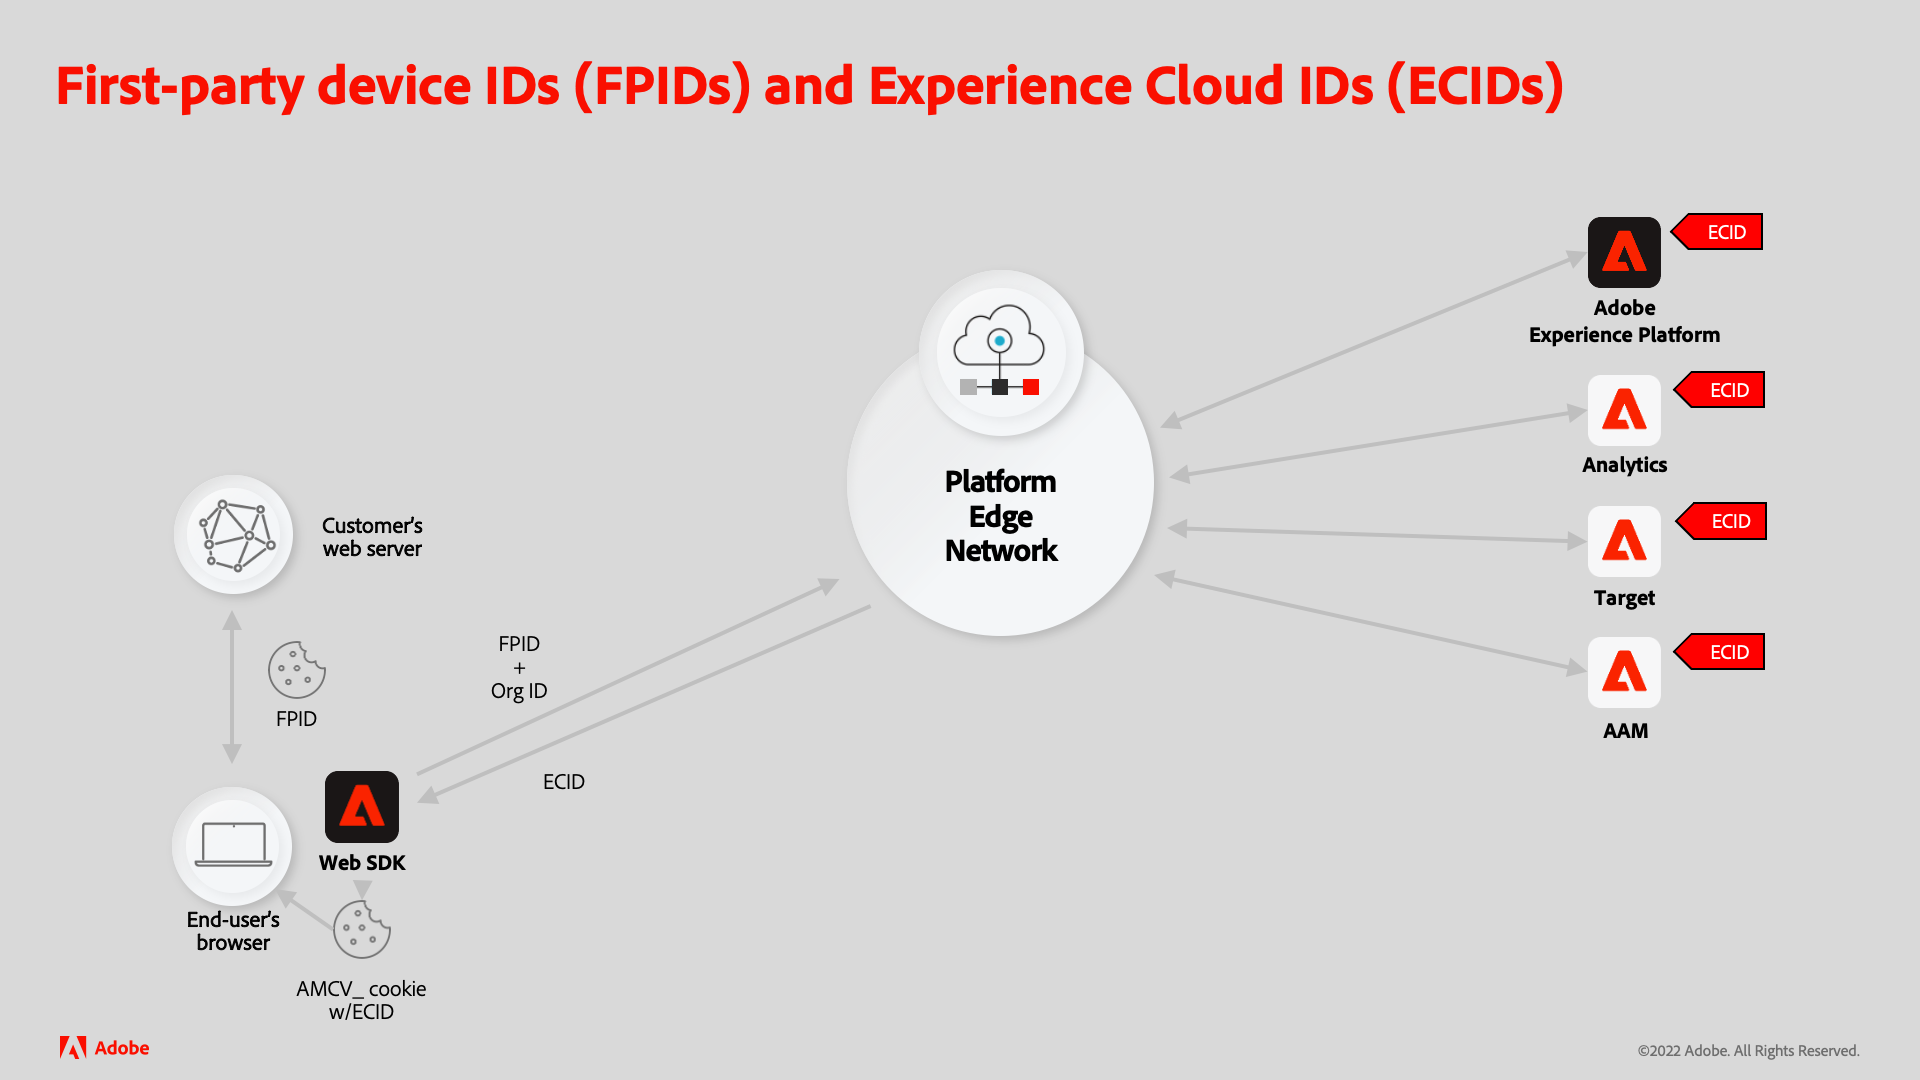 First-party device IDs (FPIDs) and Experience Cloud IDs (ECIDs)
ECID
Adobe
Experience Platform
ECID
Analytics
Platform
Edge
Network
ECID
Target
Customer's
web server
FPID
+
Org ID
ECID
AAM
FPID
ECID
Web SDK
End-user's
browser
AMCV_ cookie
w/ECID
Adobe
©2022 Adobe. All Rights Reserved.